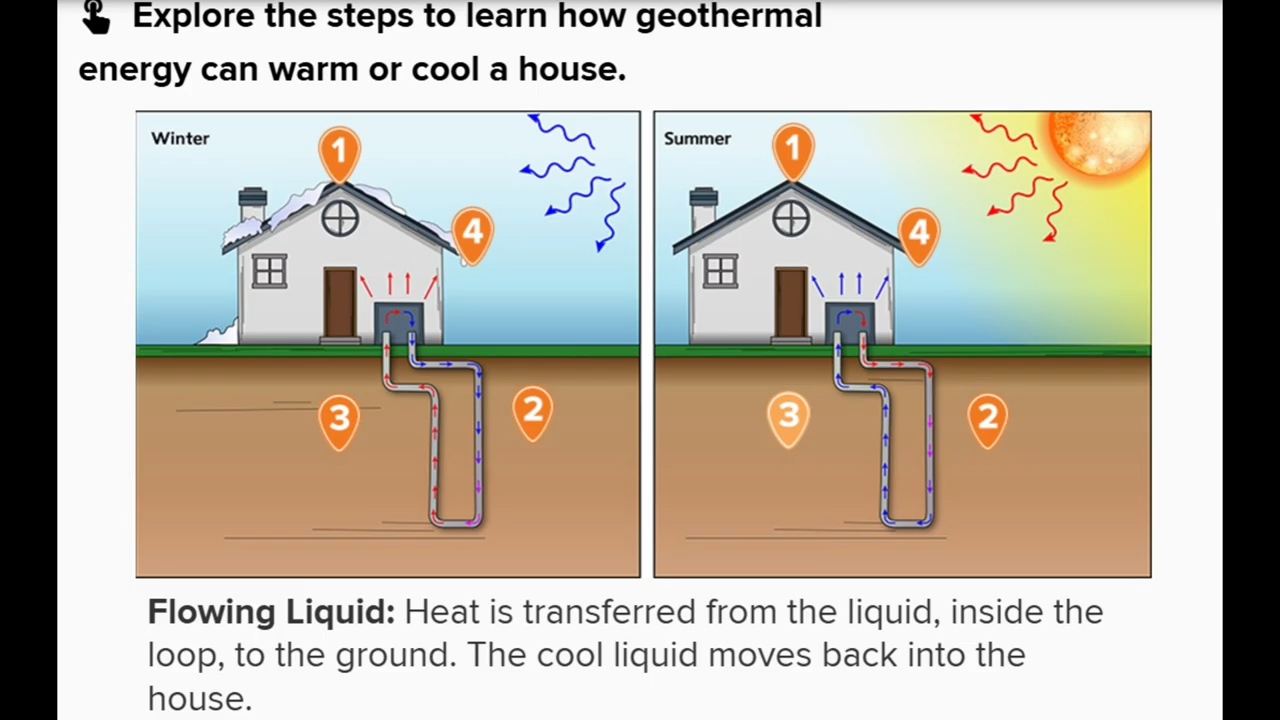 Explore the steps to learn how geothermal
energy can warm or cool a house.
Winter
1
4
3
2
Summer
1
4
3
2
Flowing Liquid: Heat is transferred from the liquid, inside the
loop, to the ground. The cool liquid moves back into the
house.